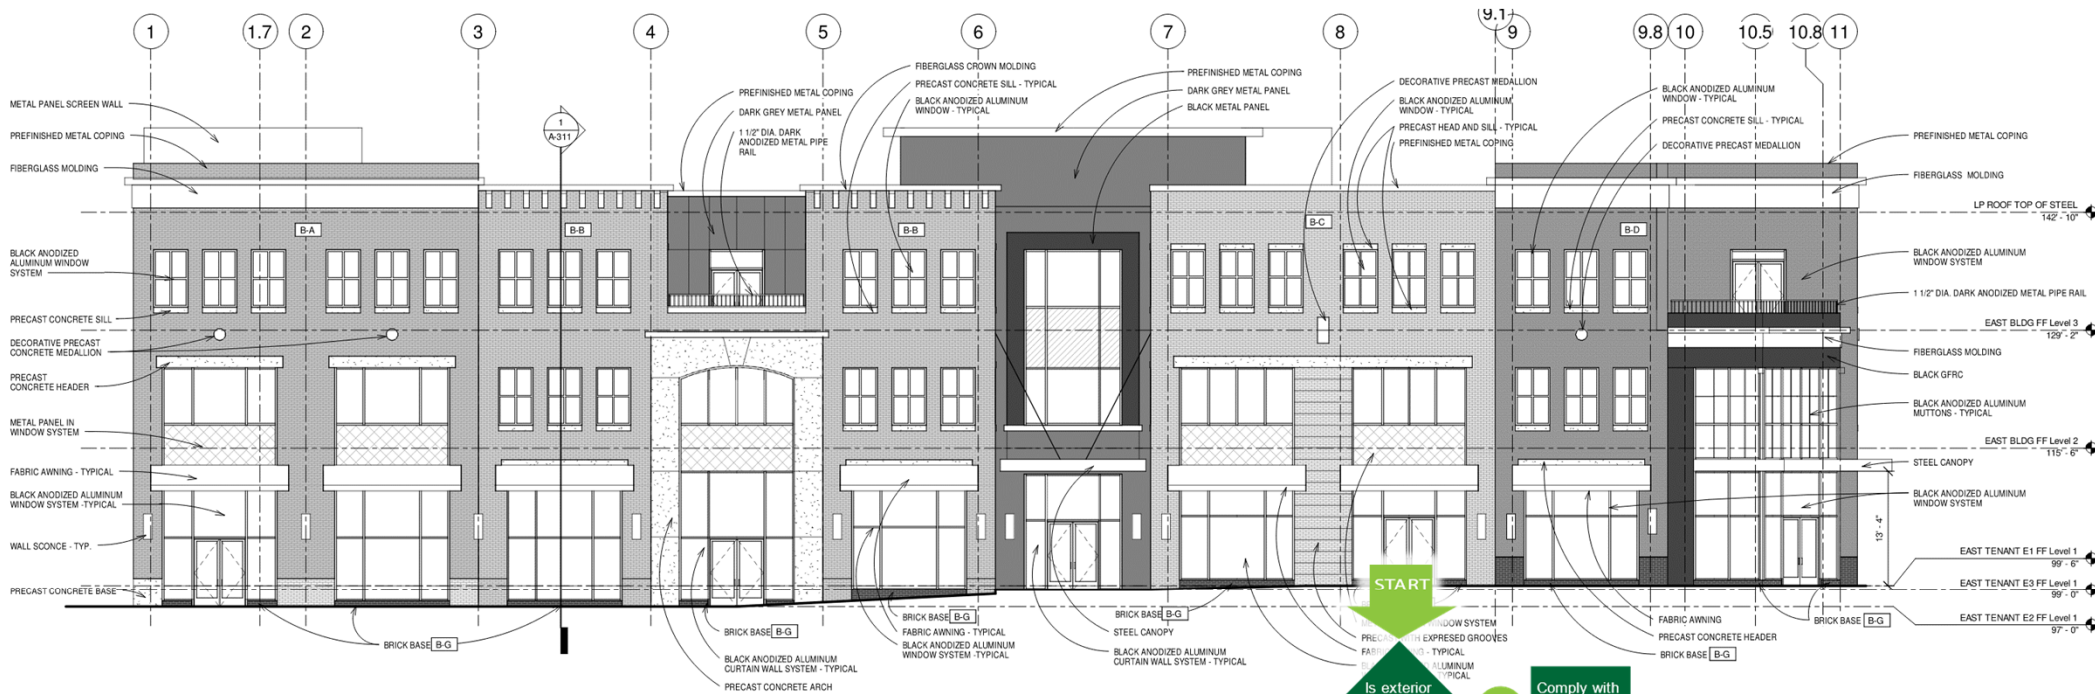 1
1.7
2
3
4
5
6
7
8
9.1
9
9.8
10
10.5
10.8
11
METAL PANEL SCREEN WALL
PREFINISHED METAL COPING
FIBERGLASS MOLDING
BLACK ANODIZED
ALUMINUM WINDOW
SYSTEM
PRECAST CONCRETE SILL
DECORATIVE PRECAST
CONCRETE MEDALLION
PRECAST
CONCRETE HEADER
METAL PANEL IN
WINDOW SYSTEM
FABRIC AWNING - TYPICAL
BLACK ANODIZED ALUMINUM
WINDOW SYSTEM -TYPICAL
WALL SCONCE - TYP.
PRECAST CONCRETE BASE
1
A-311
PREFINISHED METAL COPING
DARK GREY METAL PANEL
1 1/2" DIA. DARK
ANODIZED METAL PIPE
RAIL
FIBERGLASS CROWN MOLDING
PRECAST CONCRETE SILL - TYPICAL
BLACK ANODIZED ALUMINUM
WINDOW - TYPICAL
PREFINISHED METAL COPING
DARK GREY METAL PANEL
BLACK METAL PANEL
DECORATIVE PRECAST MEDALLION
BLACK ANODIZED ALUMINUM
WINDOW - TYPICAL
PRECAST HEAD AND SILL - TYPICAL
PREFINISHED METAL COPING
BLACK ANODIZED ALUMINUM
WINDOW - TYPICAL
PRECAST CONCRETE SILL - TYPICAL
DECORATIVE PRECAST MEDALLION
B-A
B-B
B-B
B-C
B-D
PREFINISHED METAL COPING
FIBERGLASS MOLDING
LP ROOF TOP OF STEEL
142' - 10"
BLACK ANODIZED ALUMINUM
WINDOW SYSTEM
1 1/2" DIA. DARK ANODIZED METAL PIPE RAIL
EAST BLDG FF Level 3
129' - 2"
FIBERGLASS MOLDING
BLACK GFRC
BLACK ANODIZED ALUMINUM
MUTTONS - TYPICAL
EAST BLDG FF Level 2
115' - 6"
STEEL CANOPY
BLACK ANODIZED ALUMINUM
WINDOW SYSTEM
13' - 4"
EAST TENANT E1 FF Level 1
99' - 6"
EAST TENANT E3 FF Level 1
99' - 0"
EAST TENANT E2 FF Level 1
97' - 0"
BRICK BASE B-G
BRICK BASE B-G
BLACK ANODIZED ALUMINUM
CURTAIN WALL SYSTEM - TYPICAL
PRECAST CONCRETE ARCH
BRICK BASE B-G
FABRIC AWNING - TYPICAL
BLACK ANODIZED ALUMINUM
WINDOW SYSTEM -TYPICAL
BRICK BASE B-G
STEEL CANOPY
BLACK ANODIZED ALUMINUM
CURTAIN WALL SYSTEM - TYPICAL
WINDOW SYSTEM
EXPRESED GROOVES
TYPICAL
ALUMINUM
TYPICAL
FABRIC AWNING
PRECAST CONCRETE HEADER
BRICK BASE B-G
BRICK BASE B-G
START
Is exterior
Comply with